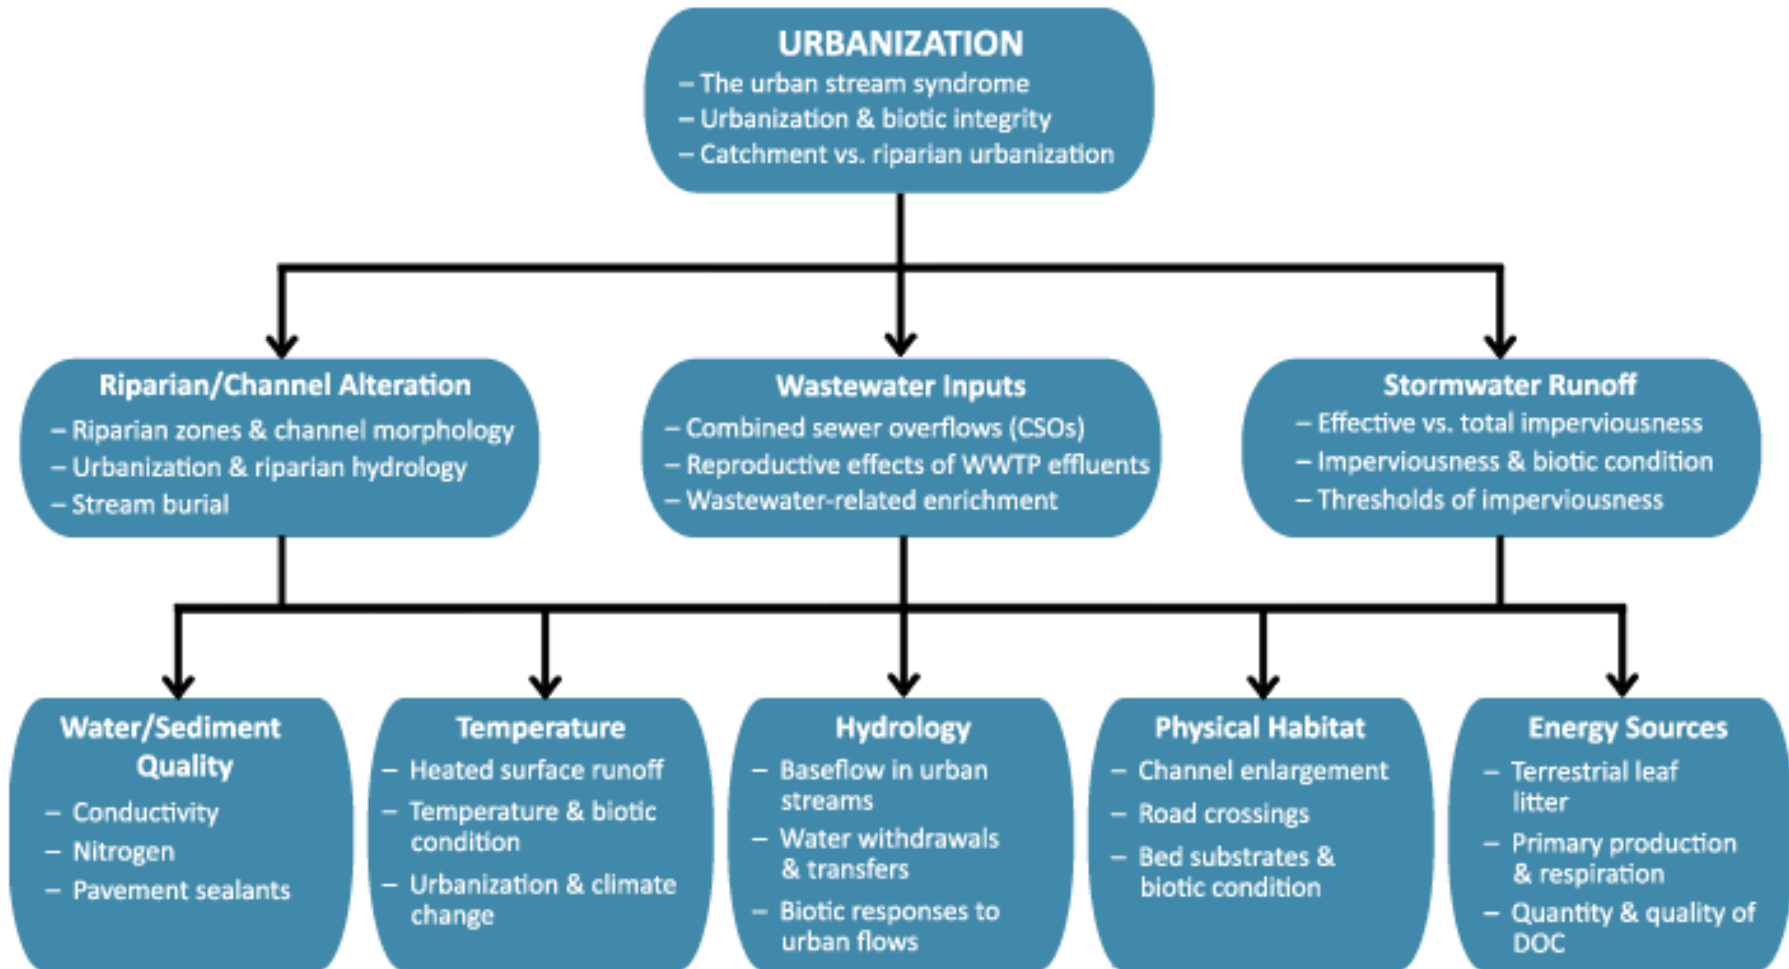 URBANIZATION
– The urban stream syndrome
– Urbanization & biotic integrity
– Catchment vs. riparian urbanization
Riparian/Channel Alteration
– Riparian zones & channel morphology
– Urbanization & riparian hydrology
– Stream burial
Wastewater Inputs
– Combined sewer overflows (CSOs)
– Reproductive effects of WWTP effluents
– Wastewater-related enrichment
Stormwater Runoff
– Effective vs. total imperviousness
– Imperviousness & biotic condition
– Thresholds of imperviousness
Water/Sediment
Quality
– Conductivity
– Nitrogen
– Pavement sealants
Temperature
– Heated surface runoff
– Temperature & biotic
condition
– Urbanization & climate
change
Hydrology
– Baseflow in urban
streams
– Water withdrawals
& transfers
– Biotic responses to
urban flows
Physical Habitat
– Channel enlargement
– Road crossings
– Bed substrates &
biotic condition
Energy Sources
– Terrestrial leaf
litter
– Primary production
& respiration
– Quantity & quality of
DOC